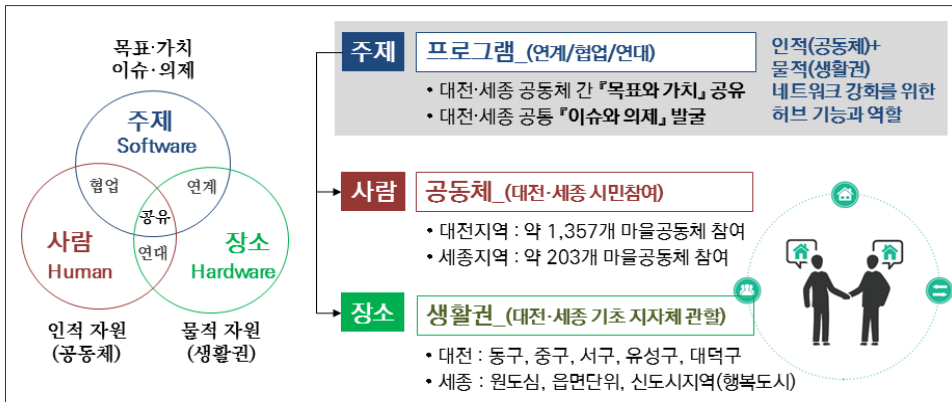 목표·가치
이슈·의제
주제
Software
협업
연계
공유
사람
Human
연대
장소
Hardware
인적 자원
(공동체)
물적 자원
(생활권)
주제
프로그램_(연계/협업/연대)
• 대전·세종 공동체 간 『목표와 가치』 공유
• 대전·세종 공통 『이슈와 의제』 발굴
인적(공동체)+
물적(생활권)
네트워크 강화를 위한
허브 기능과 역할
사람
공동체_(대전·세종 시민참여)
• 대전지역 : 약 1,357개 마을공동체 참여
• 세종지역 : 약 203개 마을공동체 참여
장소
생활권_(대전·세종 기초 지자체 관할)
• 대전 : 동구, 중구, 서구, 유성구, 대덕구
• 세종 : 원도심, 읍면단위, 신도시지역(행복도시)